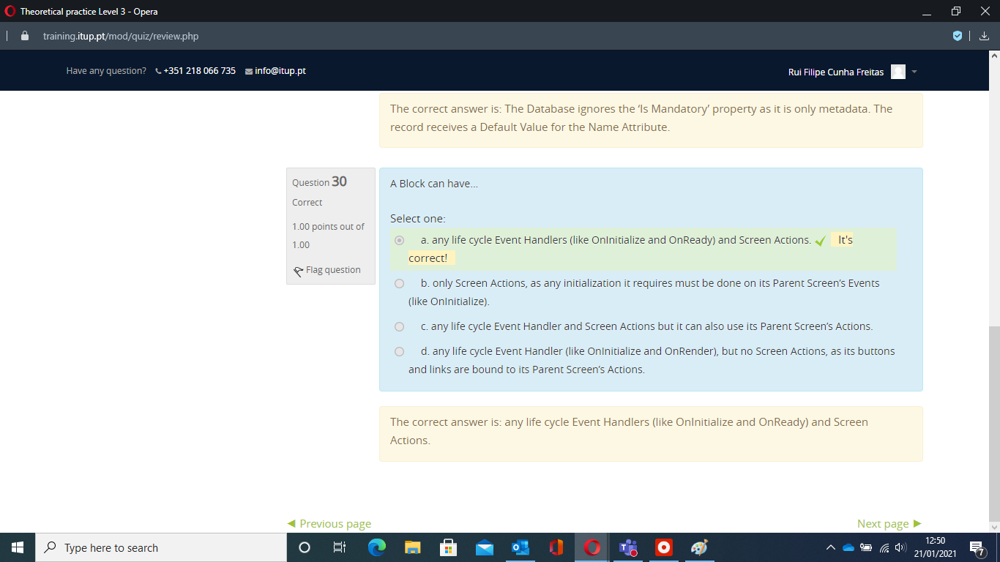 Theoretical practice Level 3 - Opera
training.itup.pt/mod/quiz/review.php
Have any question? +351 218 066 735 info@itup.pt
Rui Filipe Cunha Freitas
The correct answer is: The Database ignores the ‘Is Mandatory’ property as it is only metadata. The
record receives a Default Value for the Name Attribute.
Question 30
Correct
1.00 points out of
1.00
Flag question
A Block can have...
Select one:
a. any life cycle Event Handlers (like OnInitialize and OnReady) and Screen Actions. It's
correct!
b. only Screen Actions, as any initialization it requires must be done on its Parent Screen’s Events
(like OnInitialize).
c. any life cycle Event Handler and Screen Actions but it can also use its Parent Screen’s Actions.
d. any life cycle Event Handler (like OnInitialize and OnRender), but no Screen Actions, as its buttons
and links are bound to its Parent Screen’s Actions.
The correct answer is: any life cycle Event Handlers (like OnInitialize and OnReady) and Screen
Actions.
◄ Previous page
Next page ►
Type here to search
12:50
21/01/2021
7